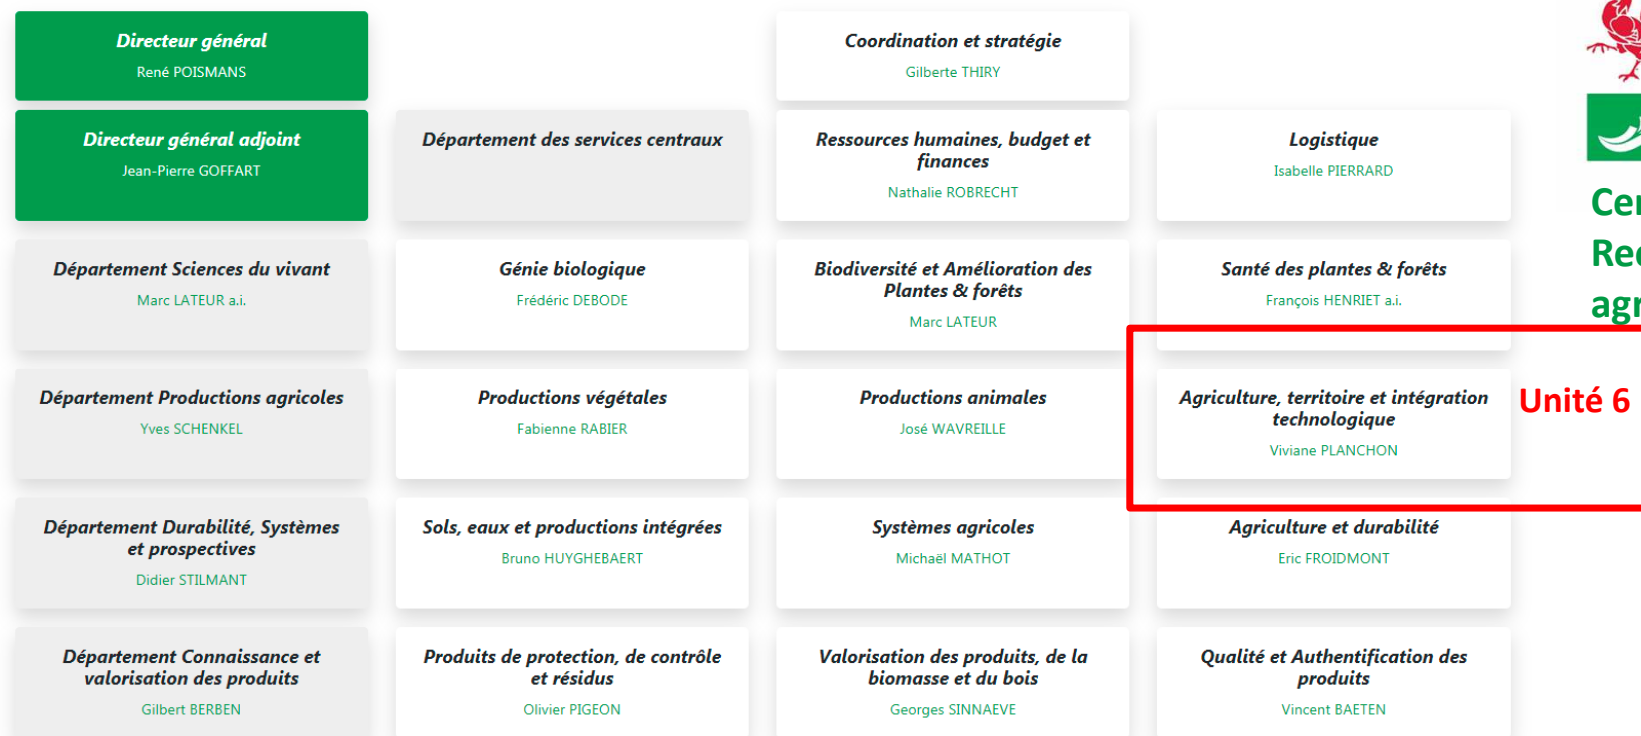 Directeur général
René POISMANS
Coordination et stratégie
Gilberte THIRY
Directeur général adjoint
Jean-Pierre GOFFART
Département des services centraux
Ressources humaines, budget et
finances
Nathalie ROBRECHT
Logistique
Isabelle PIERRARD
Département Sciences du vivant
Marc LATEUR a.i.
Génie biologique
Frédéric DEBODE
Biodiversité et Amélioration des
Plantes & forêts
Marc LATEUR
Santé des plantes & forêts
François HENRIET a.i.
Département Productions agricoles
Yves SCHENKEL
Productions végétales
Fabienne RABIER
Productions animales
José WAVREILLE
Agriculture, territoire et intégration
technologique
Viviane PLANCHON
Unité 6
Département Durabilité, Systèmes
et prospectives
Didier STILMANT
Sols, eaux et productions intégrées
Bruno HUYGHEBAERT
Systèmes agricoles
Michaël MATHOT
Agriculture et durabilité
Eric FROIDMONT
Département Connaissance et
valorisation des produits
Gilbert BERBEN
Produits de protection, de contrôle
et résidus
Olivier PIGEON
Valorisation des produits, de la
biomasse et du bois
Georges SINNAEVE
Qualité et Authentification des
produits
Vincent BAETEN